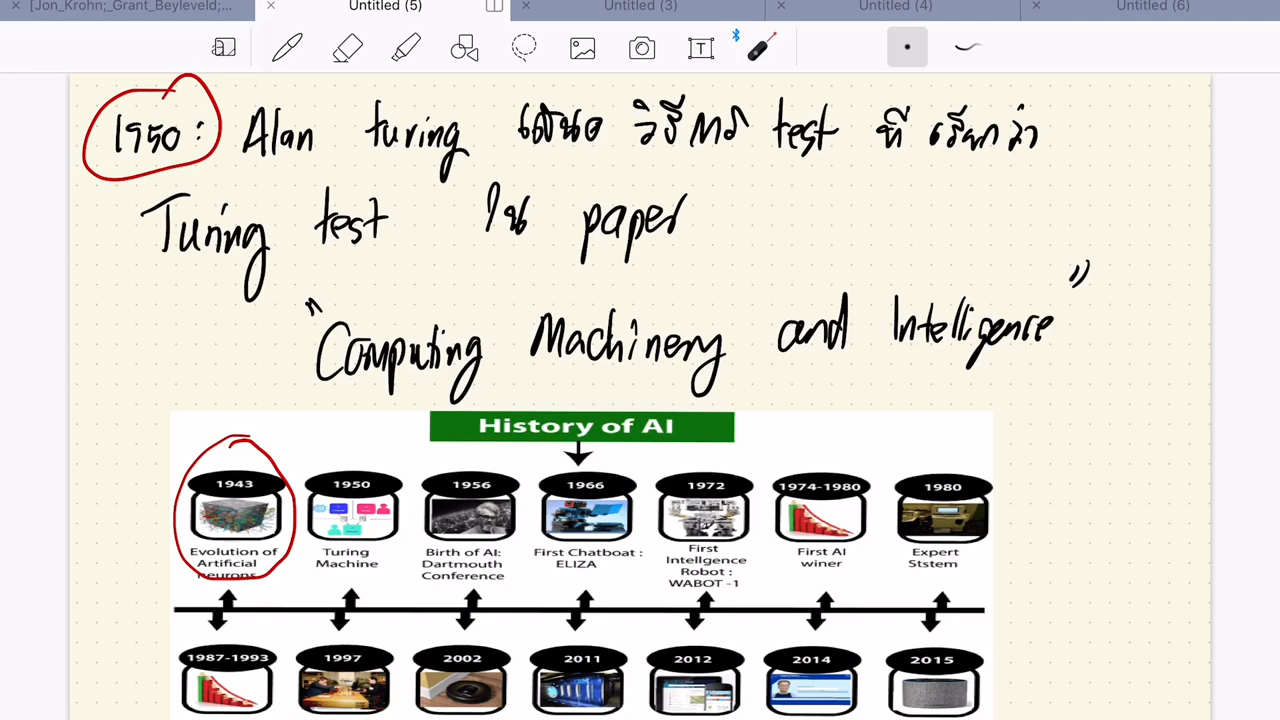 [Jon_Krohn;_Grant_Beyleveld;...
Untitled (5)
Untitled (3)
Untitled (4)
Untitled (6)
1950: Alan turing เสนอ วิธีการ test ที่ เรียกว่า
Turing test ใน paper
"Computing Machinery and Intelligence"
History of AI
1943 1950 1956 1966 1972 1974-1980 1980
Evolution of Artificial neurons
Turing Machine
Birth of AI: Dartmouth Conference
First Chatboat : ELIZA
First Intellgence Robot : WABOT -1
First AI winer
Expert Ststem
1987-1993 1997 2002 2011 2012 2014 2015